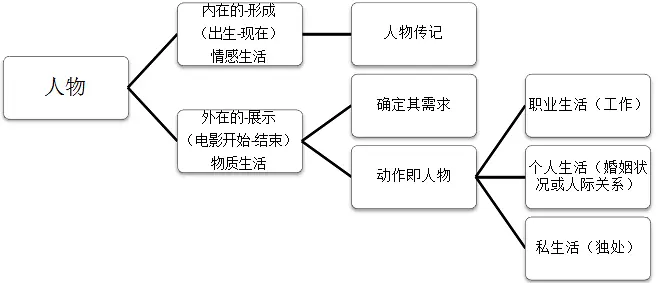 人物
内在的-形成
（出生-现在）
情感生活
人物传记
外在的-展示
（电影开始-结束）
物质生活
确定其需求
动作即人物
职业生活（工作）
个人生活（婚姻状
况或人际关系）
私生活（独处）